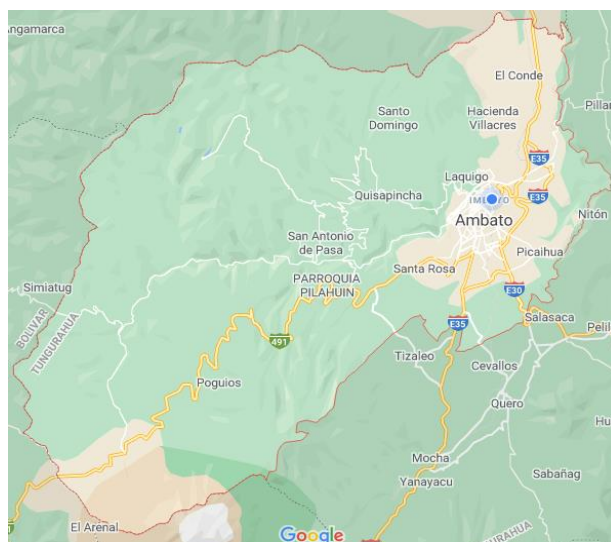 Angamarca
El Conde
Santo
Domingo
Hacienda
Villacres
Pillar
E35
Laquigo
Quisapincha
E35
Ambato
Nitón
San Antonio
de Pasa
Picaihua
Santa Rosa
PARROQUIA
PILAHUIN
Simiatug
E30
BOLIVAR
TUNGURAHUA
E35
Salasaca
Pelil
491
Tizaleo
Cevallos
Poguios
Quero
Hu
Mocha
Yanayacu
Sabañag
El Arenal
Google